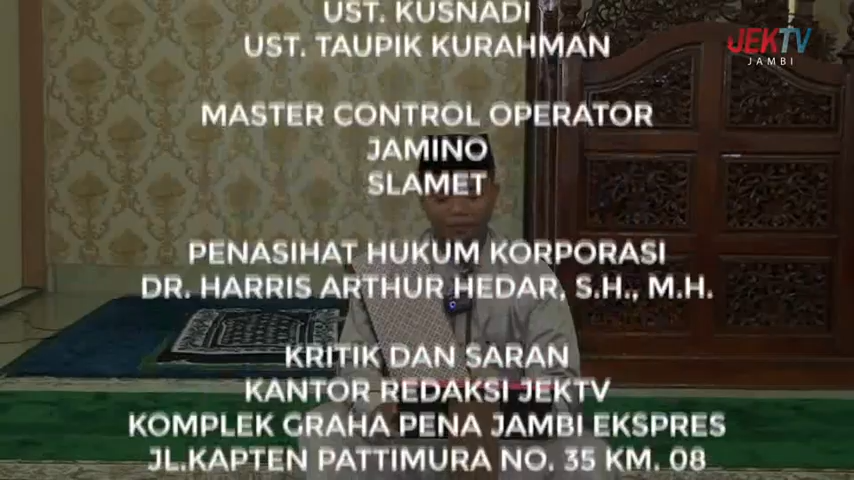 UST. KUSNADI
UST. TAUPIK KURAHMAN
JEKTV
JAMBI
MASTER CONTROL OPERATOR
JAMINO
SLAMET
PENASIHAT HUKUM KORPORASI
DR. HARRIS ARTHUR HEDAR, S.H., M.H.
KRITIK DAN SARAN
KANTOR REDAKSI JEKTV
KOMPLEK GRAHA PENA JAMBI EKSPRES
JL.KAPTEN PATTIMURA NO. 35 KM. 08